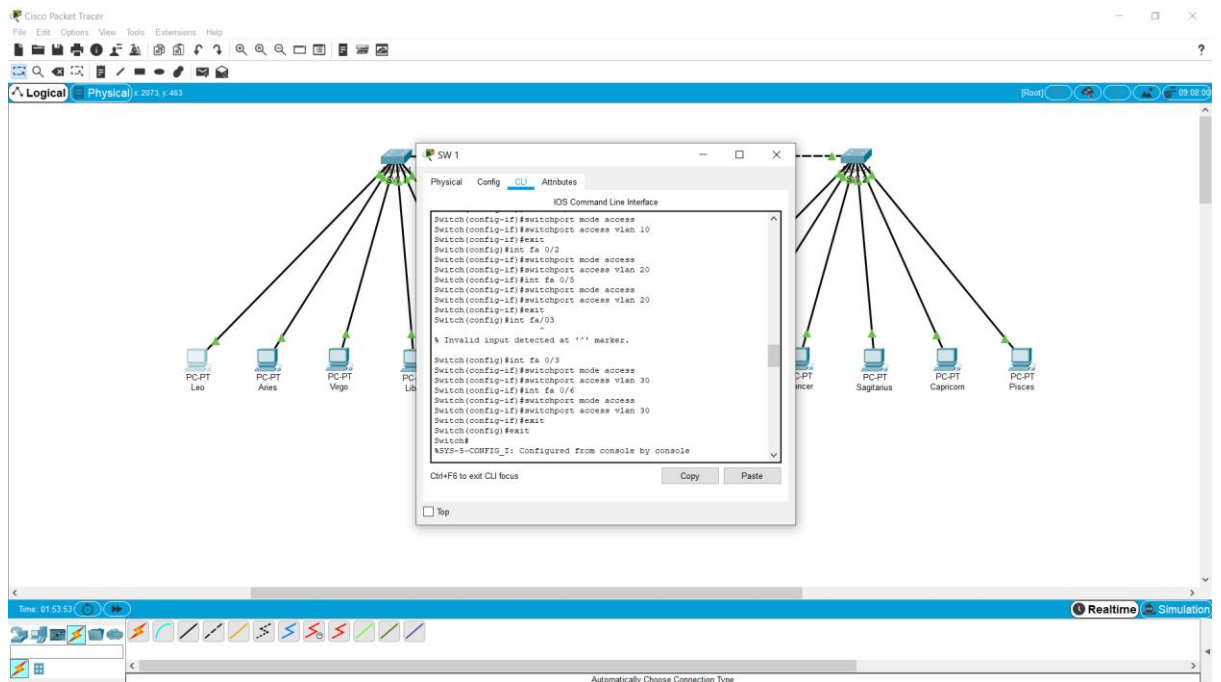 Cisco Packet Tracer
File Edit Options View Tools Extensions Help
?
Logical Physical x: 2073, y: 463 [Root] 09:08:00
SW 1
Physical Config CLI Attributes
IOS Command Line Interface
Switch(config-if)#switchport mode access
Switch(config-if)#switchport access vlan 10
Switch(config-if)#exit
Switch(config)#int fa 0/2
Switch(config-if)#switchport mode access
Switch(config-if)#switchport access vlan 20
Switch(config-if)#int fa 0/5
Switch(config-if)#switchport mode access
Switch(config-if)#switchport access vlan 20
Switch(config-if)#exit
Switch(config)#int fa/03
^
% Invalid input detected at '^' marker.
Switch(config)#int fa 0/3
Switch(config-if)#switchport mode access
Switch(config-if)#switchport access vlan 30
Switch(config-if)#int fa 0/6
Switch(config-if)#switchport mode access
Switch(config-if)#switchport access vlan 30
Switch(config-if)#exit
Switch(config)#exit
Switch#
%SYS-5-CONFIG_I: Configured from console by console
Ctrl+F6 to exit CLI focus Copy Paste
Top
PC-PT PC-PT PC-PT PC- C-PT PC-PT PC-PT PC-PT
Leo Aries Virgo Lib ncer Sagitarius Capricorn Pisces
Time: 01:53:53 Realtime Simulation
Automatically Choose Connection Type